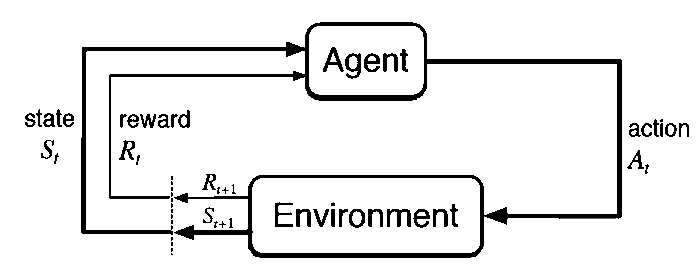 Agent
state
S_t
reward
R_t
action
A_t
R_{t+1}
S_{t+1}
Environment